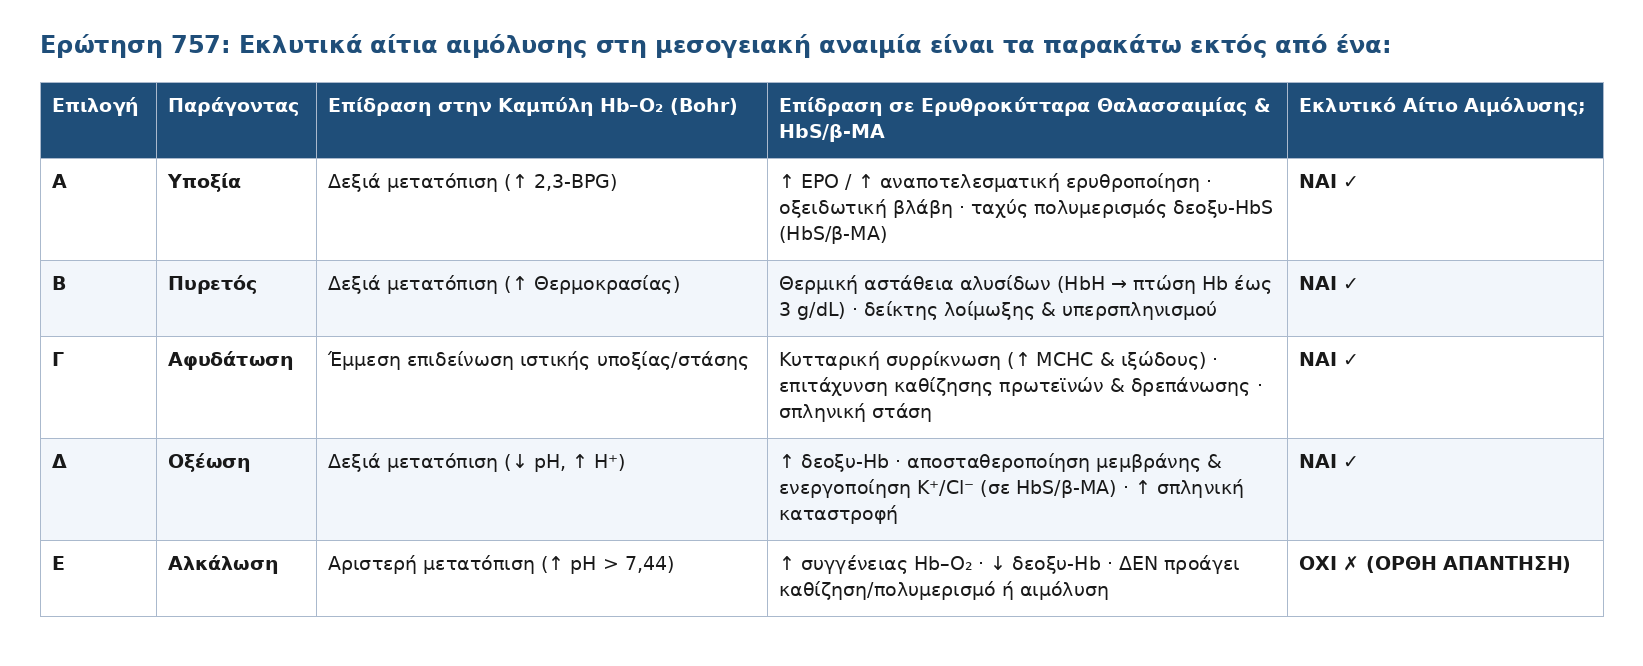 Ερώτηση 757: Εκλυτικά αίτια αιμόλυσης στη μεσογειακή αναιμία είναι τα παρακάτω εκτός από ένα:
Επιλογή
Παράγοντας
Επίδραση στην Καμπύλη Hb–O₂ (Bohr)
Επίδραση σε Ερυθροκύτταρα Θαλασσαιμίας &
HbS/β-ΜΑ
Εκλυτικό Αίτιο Αιμόλυσης;
Α
Υποξία
Δεξιά μετατόπιση (↑ 2,3-BPG)
↑ EPO / ↑ αναποτελεσματική ερυθροποίηση ·
οξειδωτική βλάβη · ταχύς πολυμερισμός δεοξυ-HbS
(HbS/β-ΜΑ)
ΝΑΙ ✓
Β
Πυρετός
Δεξιά μετατόπιση (↑ Θερμοκρασίας)
Θερμική αστάθεια αλυσίδων (HbH → πτώση Hb έως
3 g/dL) · δείκτης λοίμωξης & υπερσπληνισμού
ΝΑΙ ✓
Γ
Αφυδάτωση
Έμμεση επιδείνωση ιστικής υποξίας/στάσης
Κυτταρική συρρίκνωση (↑ MCHC & ιξώδους) ·
επιτάχυνση καθίζησης πρωτεϊνών & δρεπάνωσης ·
σπληνική στάση
ΝΑΙ ✓
Δ
Οξέωση
Δεξιά μετατόπιση (↓ pH, ↑ H⁺)
↑ δεοξυ-Hb · αποσταθεροποίηση μεμβράνης &
ενεργοποίηση K⁺/Cl⁻ (σε HbS/β-ΜΑ) · ↑ σπληνική
καταστροφή
ΝΑΙ ✓
Ε
Αλκάλωση
Αριστερή μετατόπιση (↑ pH > 7,44)
↑ συγγένειας Hb–O₂ · ↓ δεοξυ-Hb · ΔΕΝ προάγει
καθίζηση/πολυμερισμό ή αιμόλυση
ΟΧΙ ✗ (ΟΡΘΗ ΑΠΑΝΤΗΣΗ)